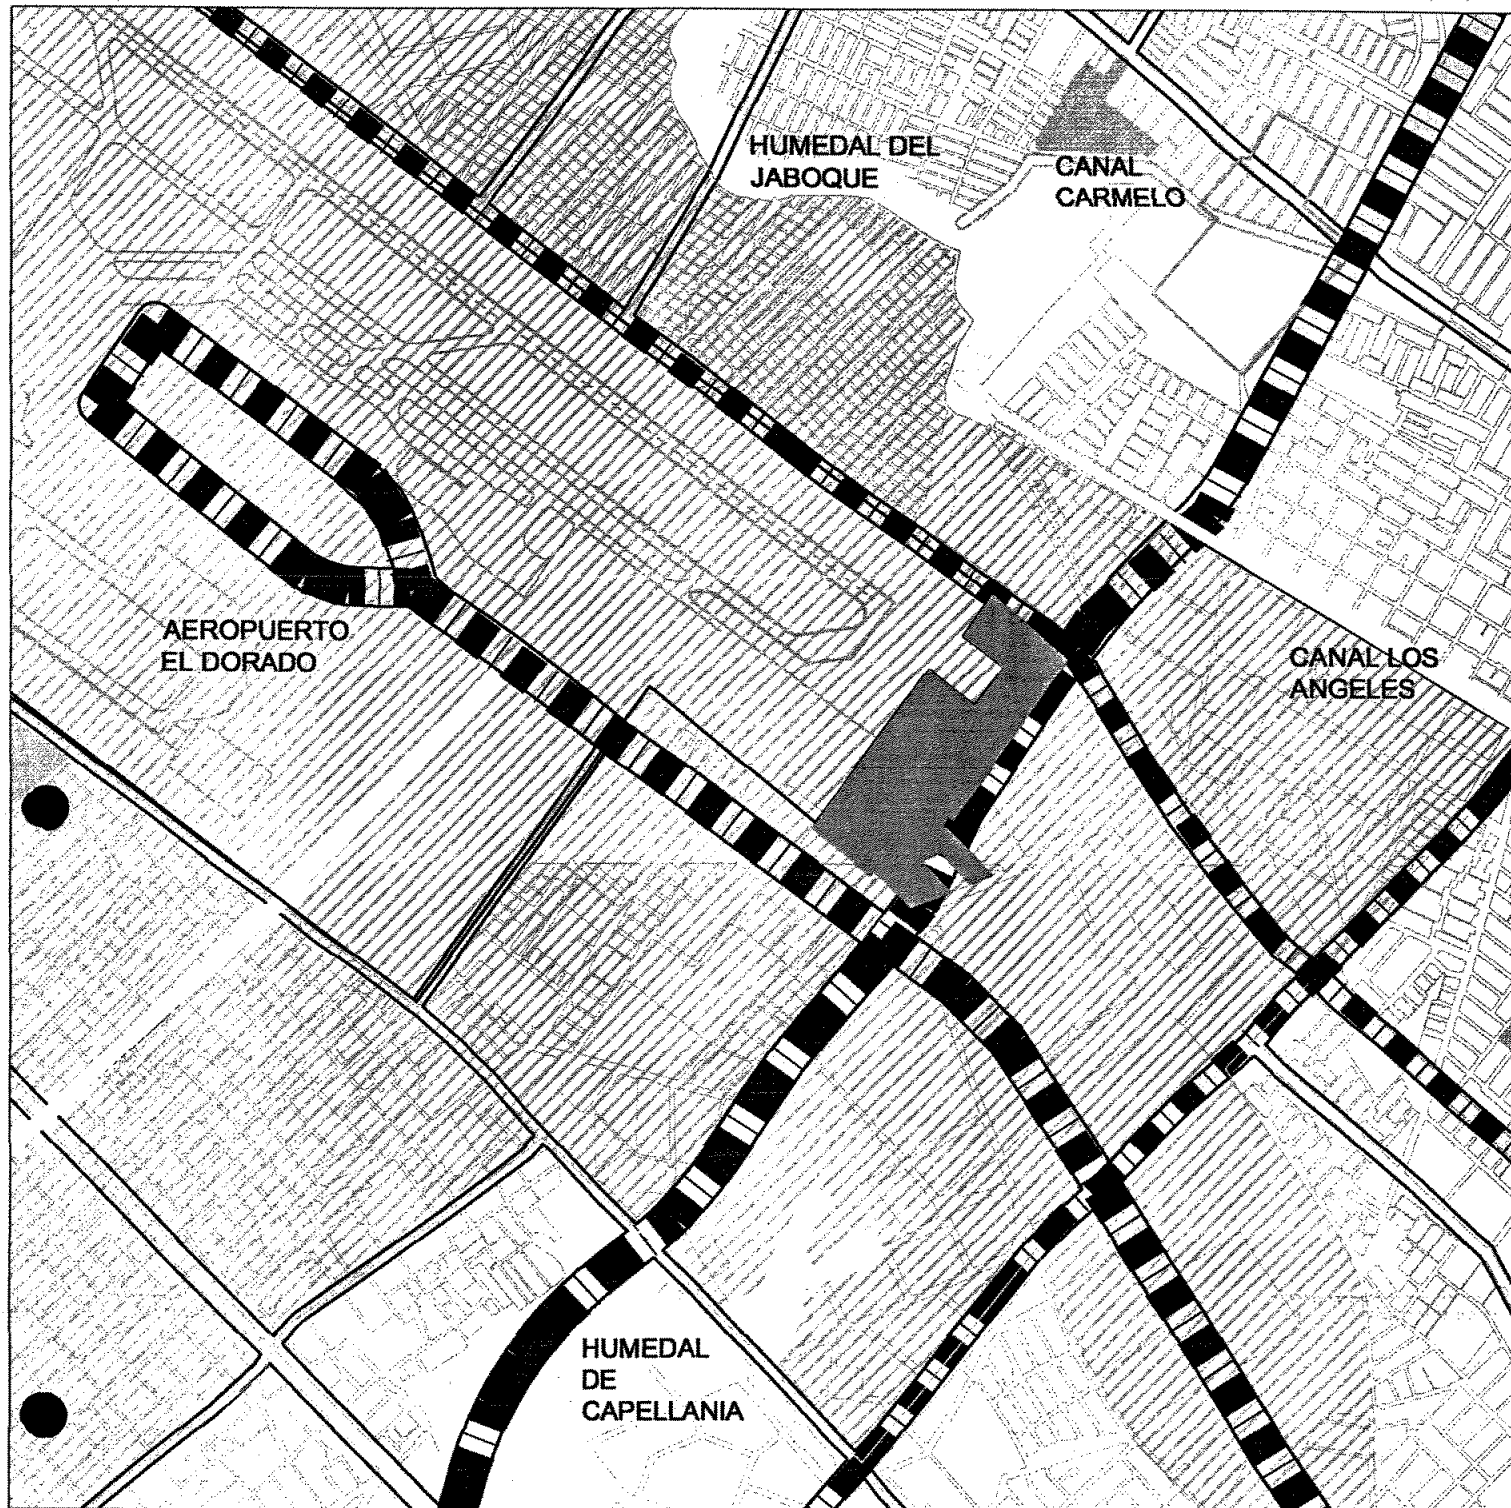 HUMEDAL DEL
JABOQUE
CANAL
CARMELO
AEROPUERTO
EL DORADO
CANAL LOS
ANGELES
HUMEDAL
DE
CAPELLANIA